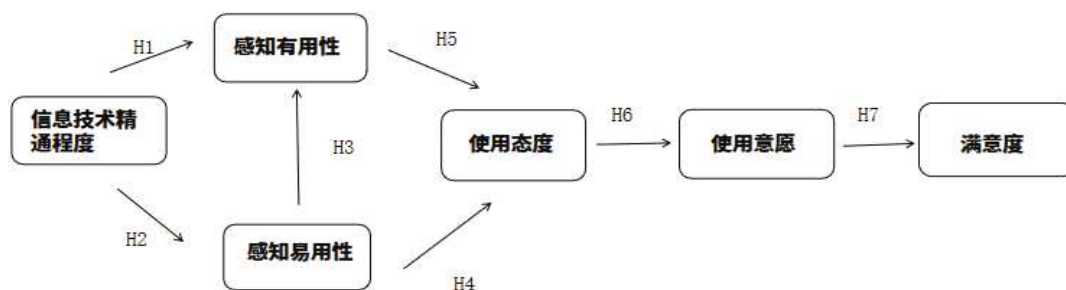 H1
感知有用性
H5
信息技术精
通程度
H3
使用态度
H6
使用意愿
H7
满意度
H2
感知易用性
H4